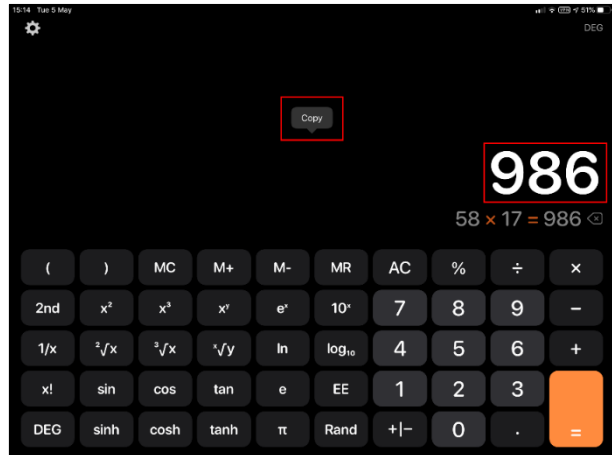 15:14 Tue 5 May VPN 51%
DEG
Copy
986
58 × 17 = 986
( ) MC M+ M- MR AC % ÷ ×
2nd x² x³ xʸ eˣ 10ˣ 7 8 9 −
1/x ²√x ³√x ˣ√y ln log₁₀ 4 5 6 +
x! sin cos tan e EE 1 2 3
DEG sinh cosh tanh π Rand +|− 0 . =